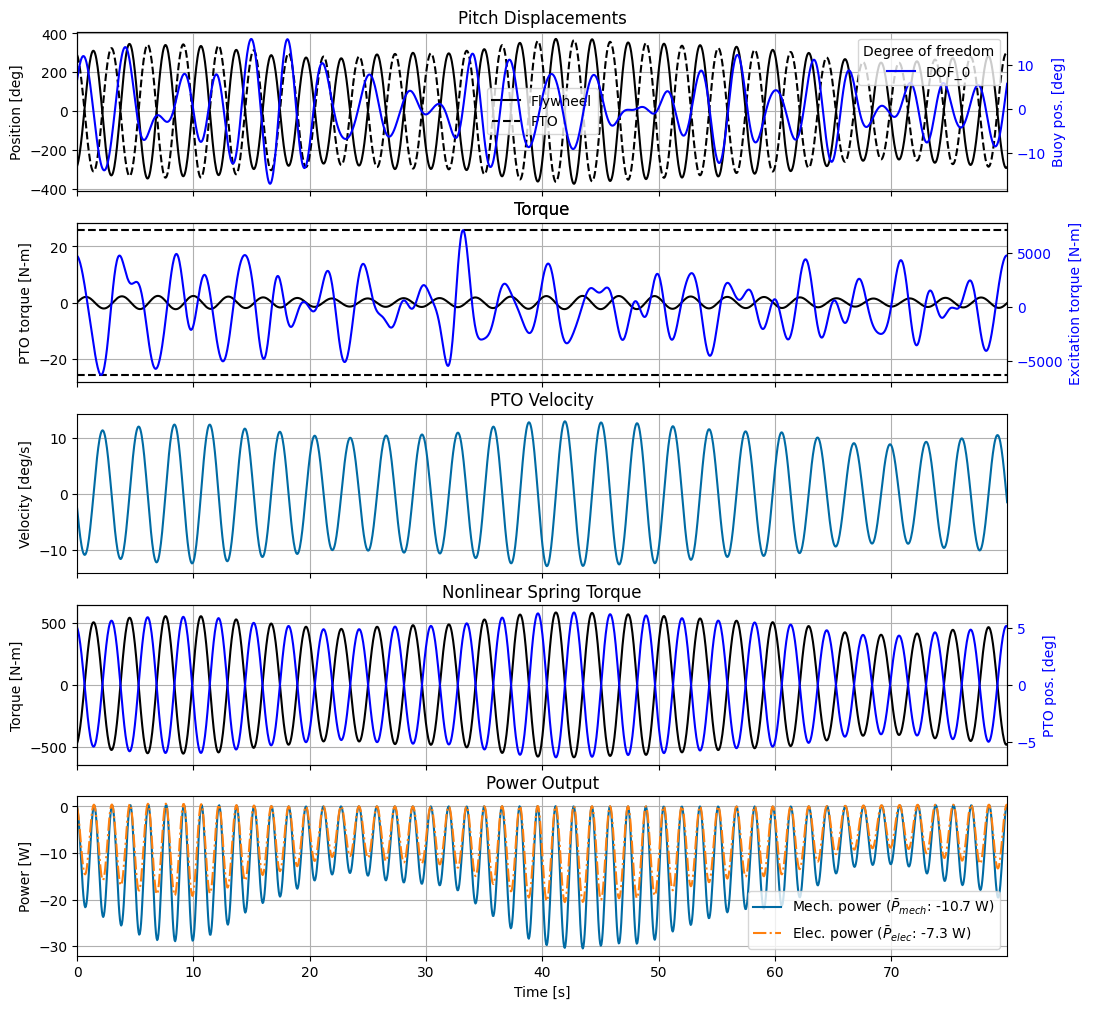 Pitch Displacements
Position [deg]
400
200
0
−200
−400
Flywheel
PTO
Degree of freedom
DOF_0
10
0
−10
Buoy pos. [deg]
Torque
PTO torque [N-m]
20
0
−20
5000
0
−5000
Excitation torque [N-m]
PTO Velocity
Velocity [deg/s]
10
0
−10
Nonlinear Spring Torque
Torque [N-m]
500
0
−500
5
0
−5
PTO pos. [deg]
Power Output
Power [W]
0
−10
−20
−30
Mech. power (P̄mech: -10.7 W)
Elec. power (P̄elec: -7.3 W)
0 10 20 30 40 50 60 70
Time [s]